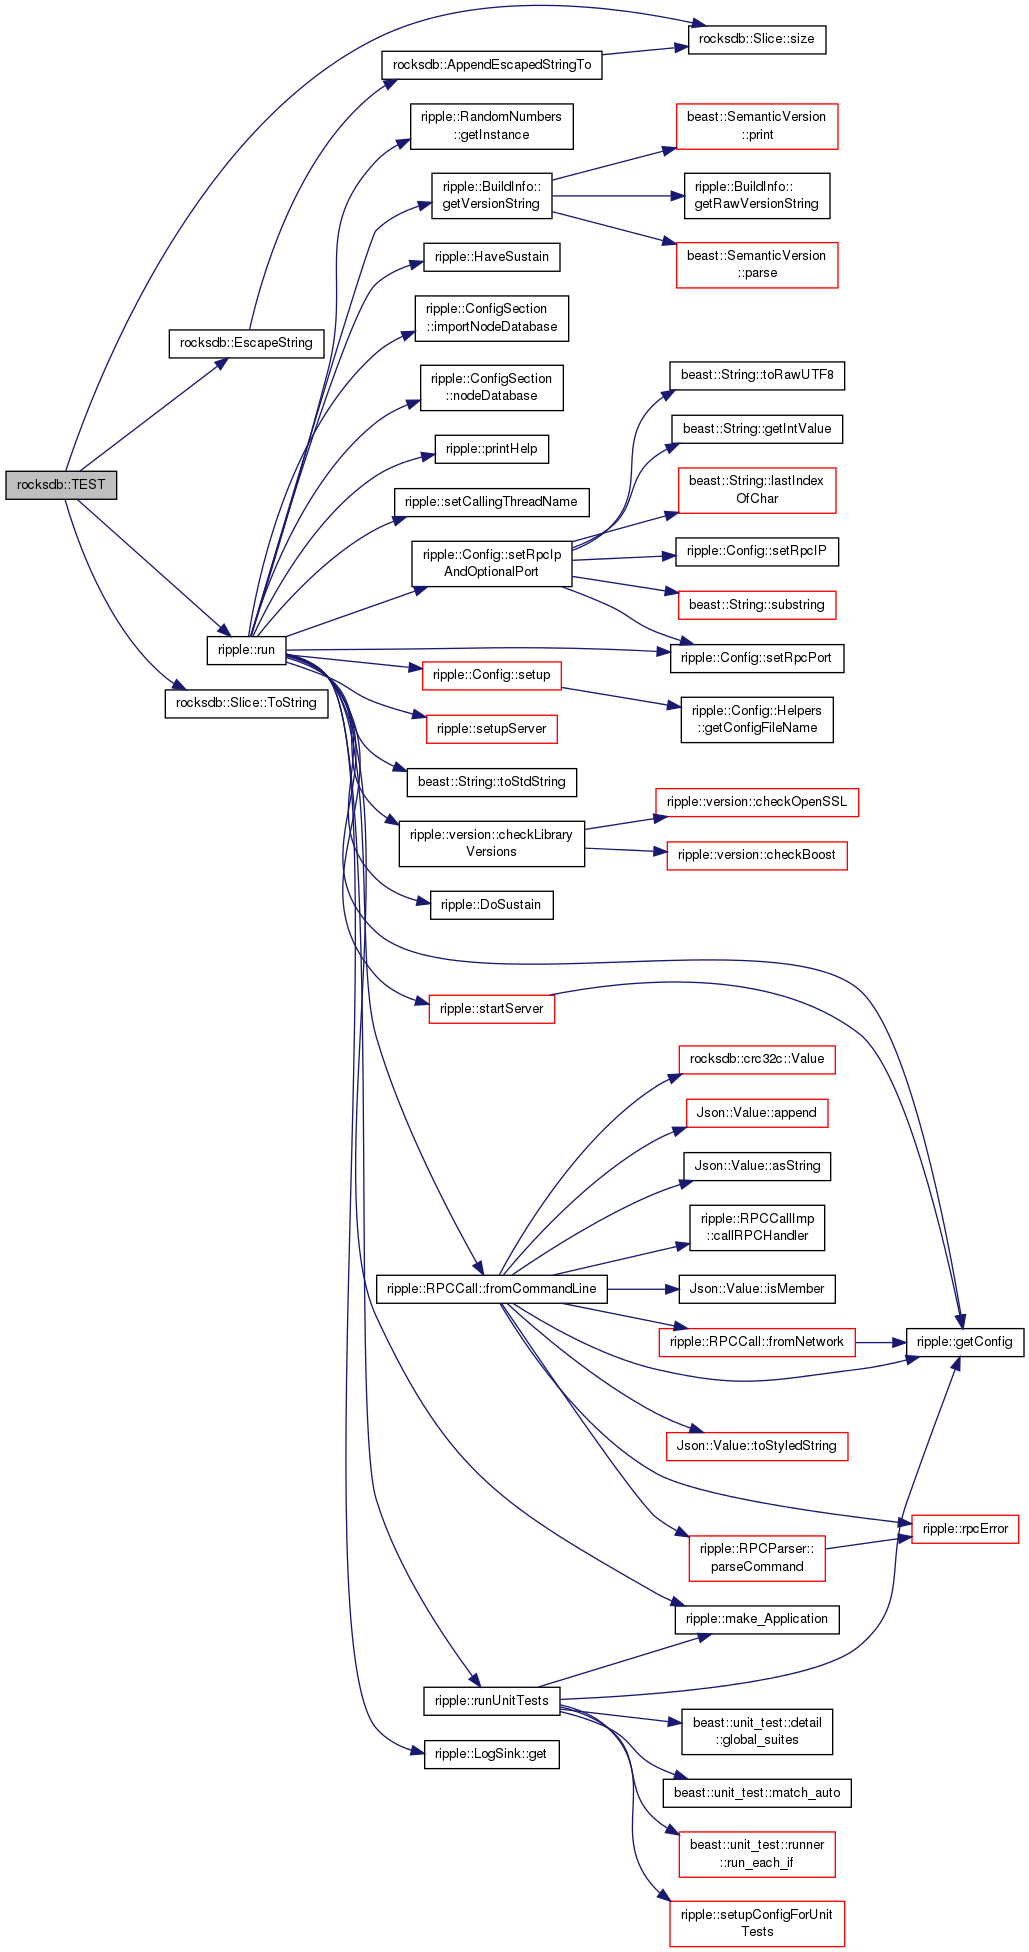 rocksdb::Slice::size
rocksdb::AppendEscapedStringTo
ripple::RandomNumbers
::getInstance
beast::SemanticVersion
::print
ripple::BuildInfo::
getVersionString
ripple::BuildInfo::
getRawVersionString
ripple::HaveSustain
beast::SemanticVersion
::parse
ripple::ConfigSection
::importNodeDatabase
rocksdb::EscapeString
ripple::ConfigSection
::nodeDatabase
beast::String::toRawUTF8
beast::String::getIntValue
ripple::printHelp
rocksdb::TEST
ripple::setCallingThreadName
beast::String::lastIndex
OfChar
ripple::Config::setRpcIp
AndOptionalPort
ripple::Config::setRpcIP
beast::String::substring
ripple::run
ripple::Config::setRpcPort
ripple::Config::setup
rocksdb::Slice::ToString
ripple::Config::Helpers
::getConfigFileName
ripple::setupServer
beast::String::toStdString
ripple::version::checkOpenSSL
ripple::version::checkLibrary
Versions
ripple::version::checkBoost
ripple::DoSustain
ripple::startServer
rocksdb::crc32c::Value
Json::Value::append
Json::Value::asString
ripple::RPCCallImp
::callRPCHandler
ripple::RPCCall::fromCommandLine
Json::Value::isMember
ripple::RPCCall::fromNetwork
ripple::getConfig
Json::Value::toStyledString
ripple::rpcError
ripple::RPCParser::
parseCommand
ripple::make_Application
ripple::runUnitTests
beast::unit_test::detail
::global_suites
ripple::LogSink::get
beast::unit_test::match_auto
beast::unit_test::runner
::run_each_if
ripple::setupConfigForUnit
Tests